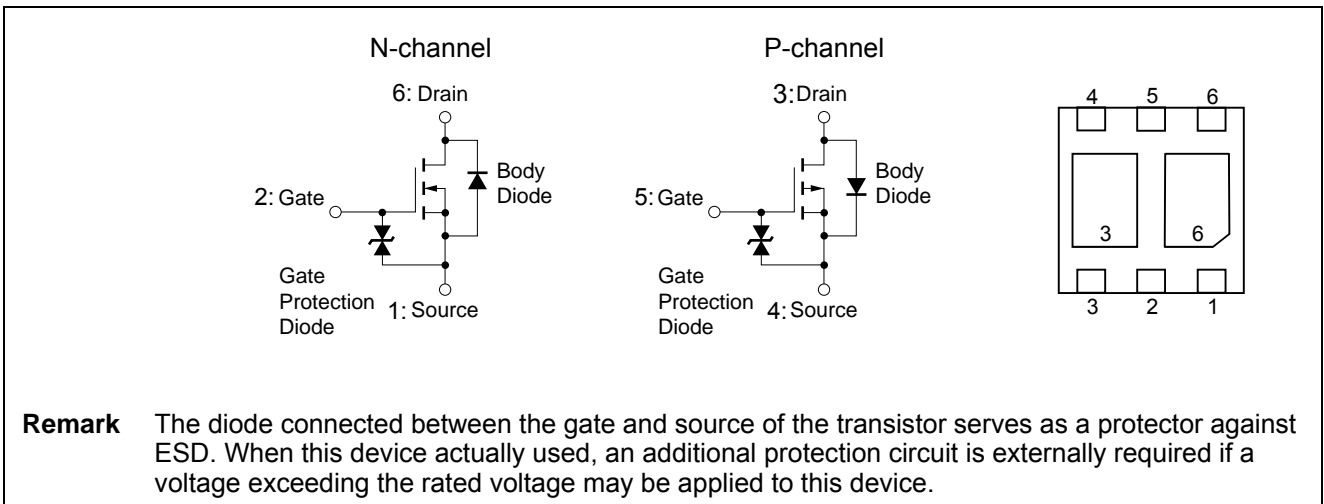 N-channel
6: Drain
2: Gate
Body
Diode
Gate
Protection
Diode
1: Source
P-channel
3:Drain
5: Gate
Body
Diode
Gate
Protection
Diode
4: Source
4 5 6
3 6
3 2 1
Remark The diode connected between the gate and source of the transistor serves as a protector against
ESD. When this device actually used, an additional protection circuit is externally required if a
voltage exceeding the rated voltage may be applied to this device.